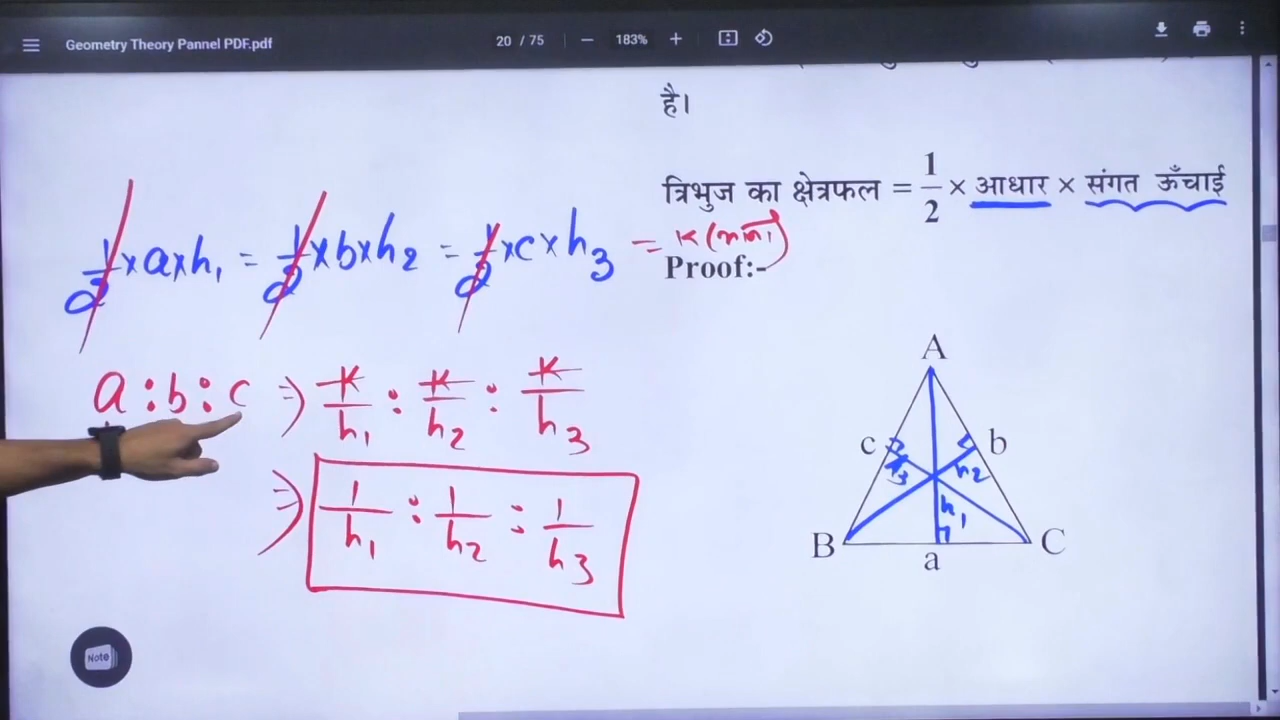 Geometry Theory Pannel PDF.pdf
20 / 75
183%
है।
त्रिभुज का क्षेत्रफल = 1/2 × आधार × संगत ऊँचाई
1/2 × a × h₁ = 1/2 × b × h₂ = 1/2 × c × h₃ = K
Proof:-
a : b : c ⇒ K/h₁ : K/h₂ : K/h₃
⇒ 1/h₁ : 1/h₂ : 1/h₃
A
c b
h₃ h₂
h₁
B C
a
Note